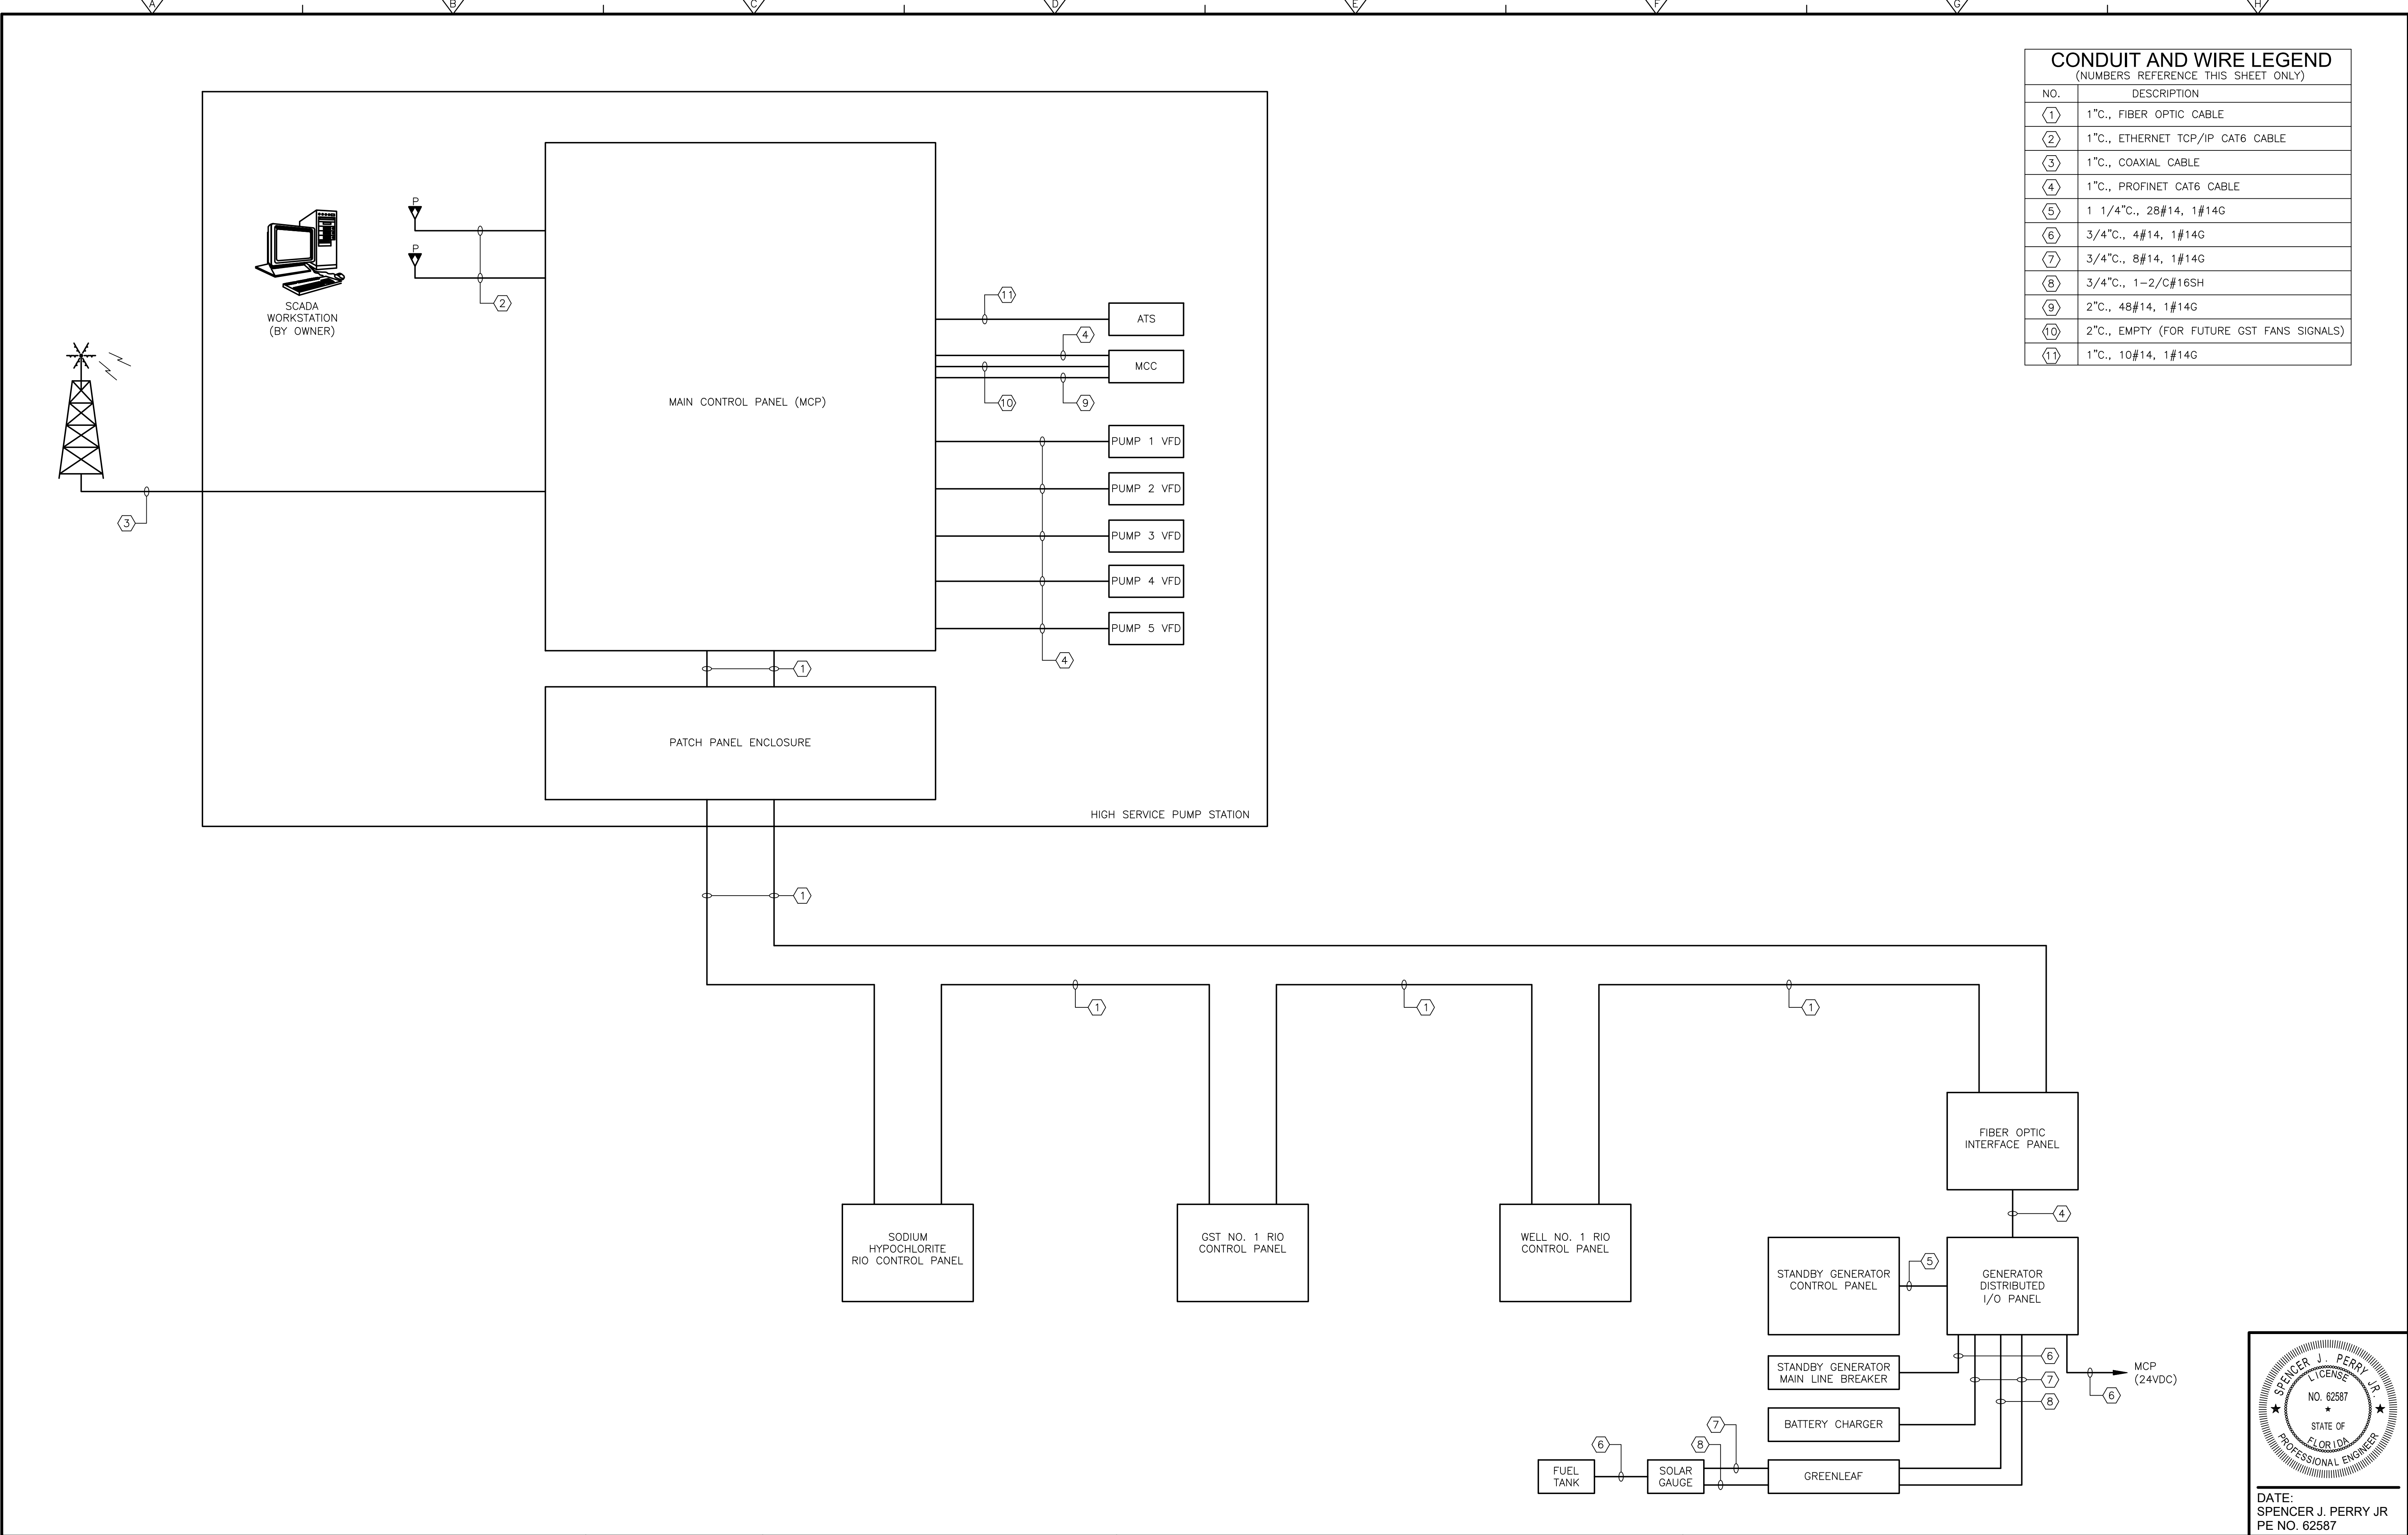 A B C D E F G H
CONDUIT AND WIRE LEGEND
(NUMBERS REFERENCE THIS SHEET ONLY)
NO. DESCRIPTION
1 1"C., FIBER OPTIC CABLE
2 1"C., ETHERNET TCP/IP CAT6 CABLE
3 1"C., COAXIAL CABLE
4 1"C., PROFINET CAT6 CABLE
5 1 1/4"C., 28#14, 1#14G
6 3/4"C., 4#14, 1#14G
7 3/4"C., 8#14, 1#14G
8 3/4"C., 1-2/C#16SH
9 2"C., 48#14, 1#14G
10 2"C., EMPTY (FOR FUTURE GST FANS SIGNALS)
11 1"C., 10#14, 1#14G
SCADA
WORKSTATION
(BY OWNER)
P
P
2
3
MAIN CONTROL PANEL (MCP)
11
ATS
4
MCC
10
9
PUMP 1 VFD
PUMP 2 VFD
PUMP 3 VFD
PUMP 4 VFD
PUMP 5 VFD
4
1
PATCH PANEL ENCLOSURE
HIGH SERVICE PUMP STATION
1
1
1
1
FIBER OPTIC
INTERFACE PANEL
4
SODIUM
HYPOCHLORITE
RIO CONTROL PANEL
GST NO. 1 RIO
CONTROL PANEL
WELL NO. 1 RIO
CONTROL PANEL
STANDBY GENERATOR
CONTROL PANEL
5
GENERATOR
DISTRIBUTED
I/O PANEL
STANDBY GENERATOR
MAIN LINE BREAKER
6
7
8
MCP
(24VDC)
6
BATTERY CHARGER
7
6
8
FUEL
TANK
SOLAR
GAUGE
GREENLEAF
SPENCER J. PERRY JR.
LICENSE
NO. 62587
STATE OF
FLORIDA
PROFESSIONAL ENGINEER
DATE:
SPENCER J. PERRY JR
PE NO. 62587